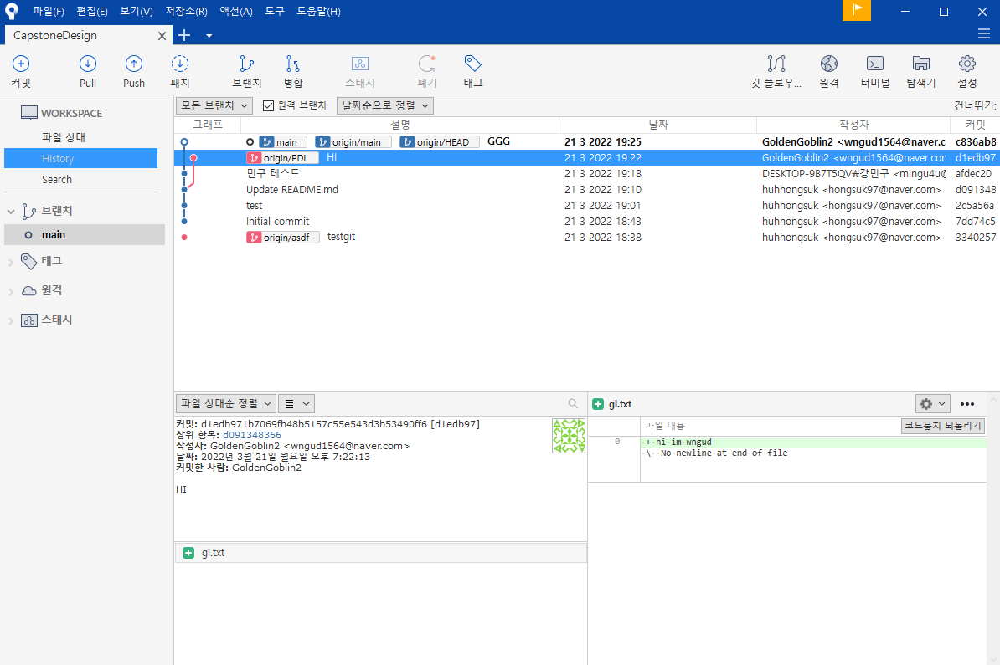 파일(F) 편집(E) 보기(V) 저장소(R) 액션(A) 도구 도움말(H)
CapstoneDesign
커밋 Pull Push 패치 브랜치 병합 스태시 폐기 태그 깃 플로우... 원격 터미널 탐색기 설정
WORKSPACE
파일 상태
History
Search
브랜치
main
태그
원격
스태시
모든 브랜치 원격 브랜치 날짜순으로 정렬 건너뛰기:
그래프 설명 날짜 작성자 커밋
main origin/main origin/HEAD GGG 21 3 2022 19:25 GoldenGoblin2 <wngud1564@naver.c c836ab8
origin/PDL HI 21 3 2022 19:22 GoldenGoblin2 <wngud1564@naver.con d1edb97
민구 테스트 21 3 2022 19:18 DESKTOP-9B7T5QV₩강민구 <mingu4u@ afdec20
Update README.md 21 3 2022 19:10 huhhongsuk <hongsuk97@naver.com> d091348
test 21 3 2022 19:01 huhhongsuk <hongsuk97@naver.com> 2c5a56a
Initial commit 21 3 2022 18:43 huhhongsuk <hongsuk97@naver.com> 7dd74c5
origin/asdf testgit 21 3 2022 18:38 huhhongsuk <hongsuk97@naver.com> 3340257
파일 상태순 정렬
커밋: d1edb971b7069fb48b5157c55e543d3b53490ff6 [d1edb97]
상위 항목: d091348366
작성자: GoldenGoblin2 <wngud1564@naver.com>
날짜: 2022년 3월 21일 월요일 오후 7:22:13
커밋한 사람: GoldenGoblin2
HI
gi.txt
gi.txt
파일 내용 코드뭉치 되돌리기
0 +·hi·im·wngud
\··No·newline·at·end·of·file